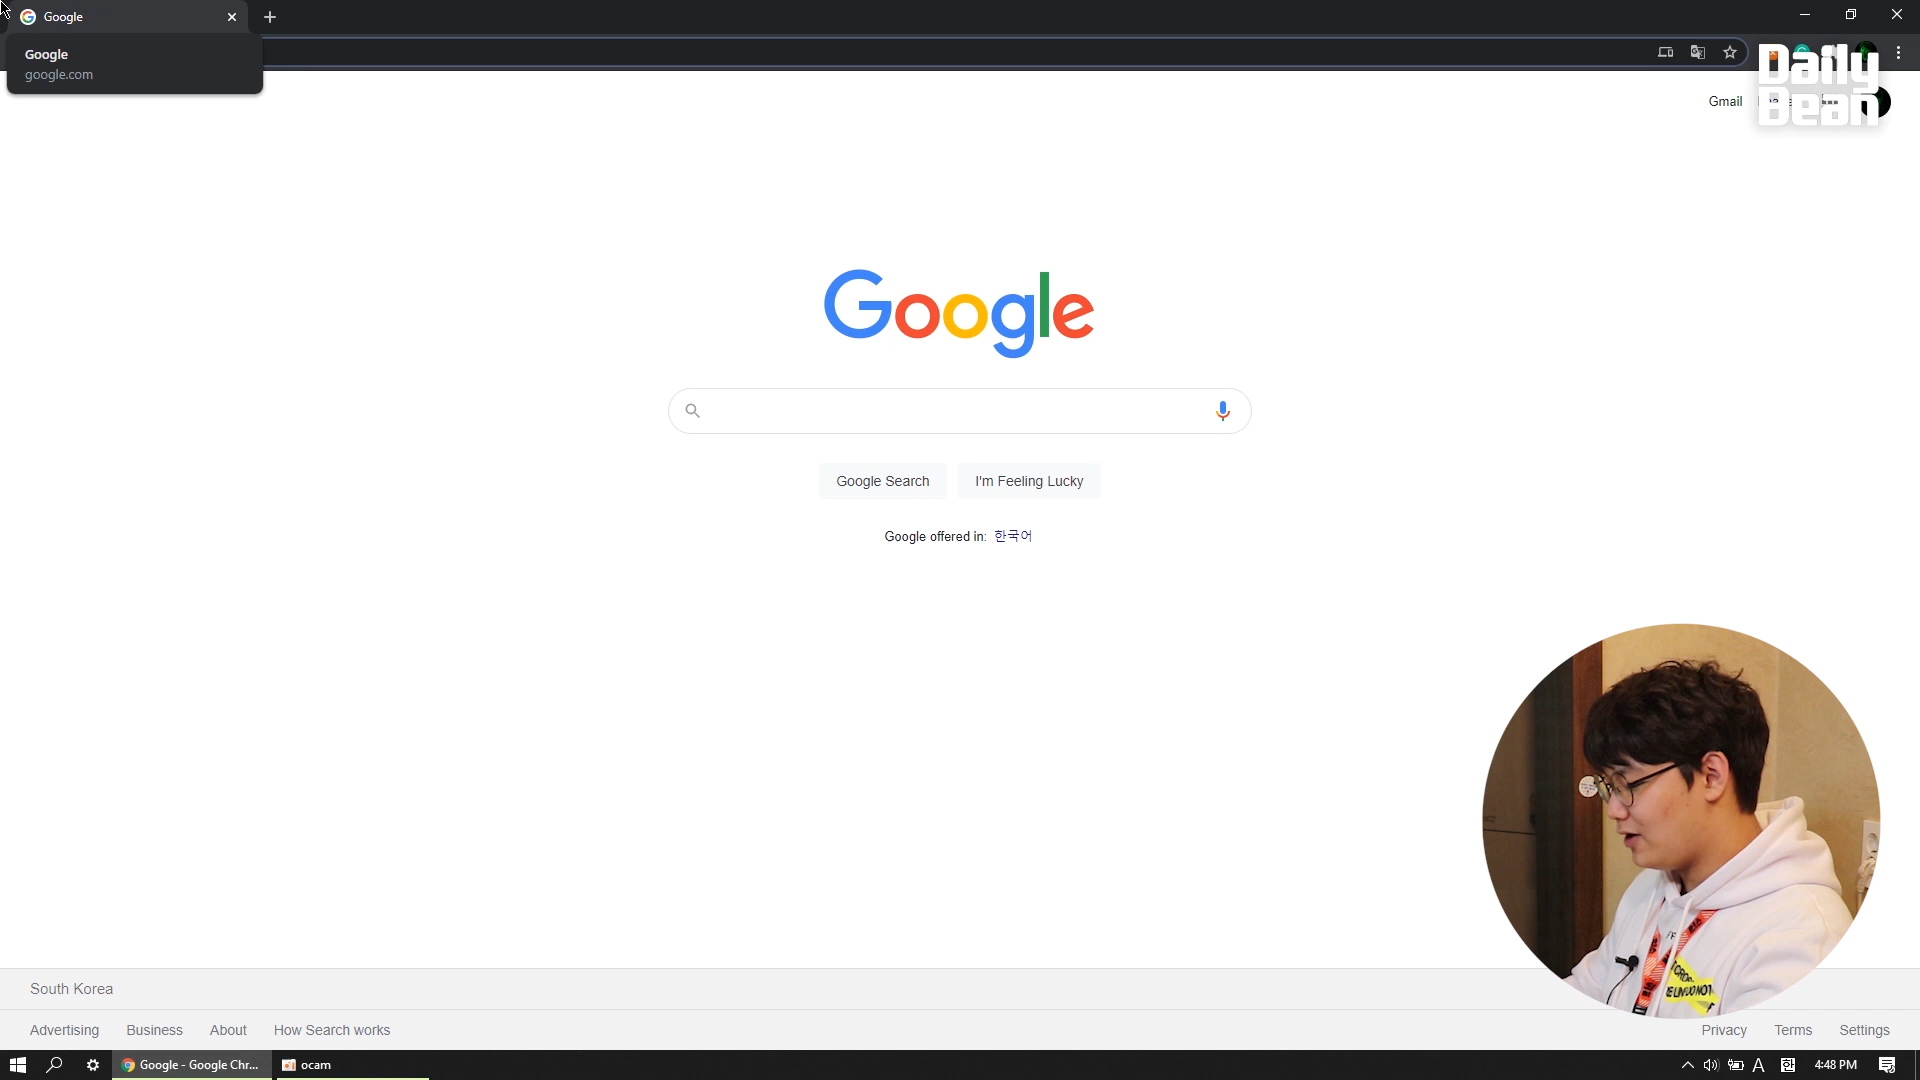 Google
Google
google.com
Daily
Bean
Gmail
Google
Google Search
I'm Feeling Lucky
Google offered in: 한국어
South Korea
Advertising
Business
About
How Search works
Privacy
Terms
Settings
Google - Google Chr...
ocam
A
한
4:48 PM